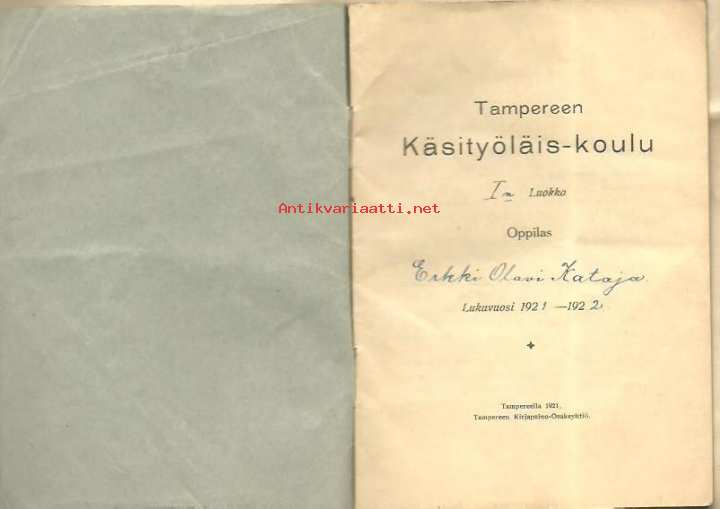 Tampereen
Käsityöläis-koulu
I n Luokka
Antikvariaatti.net
Oppilas
Erkki Olavi Kataja.
Lukuvuosi 1921—1922
Tampereella 1921,
Tampereen Kirjapaino-Osakeyhtiö.